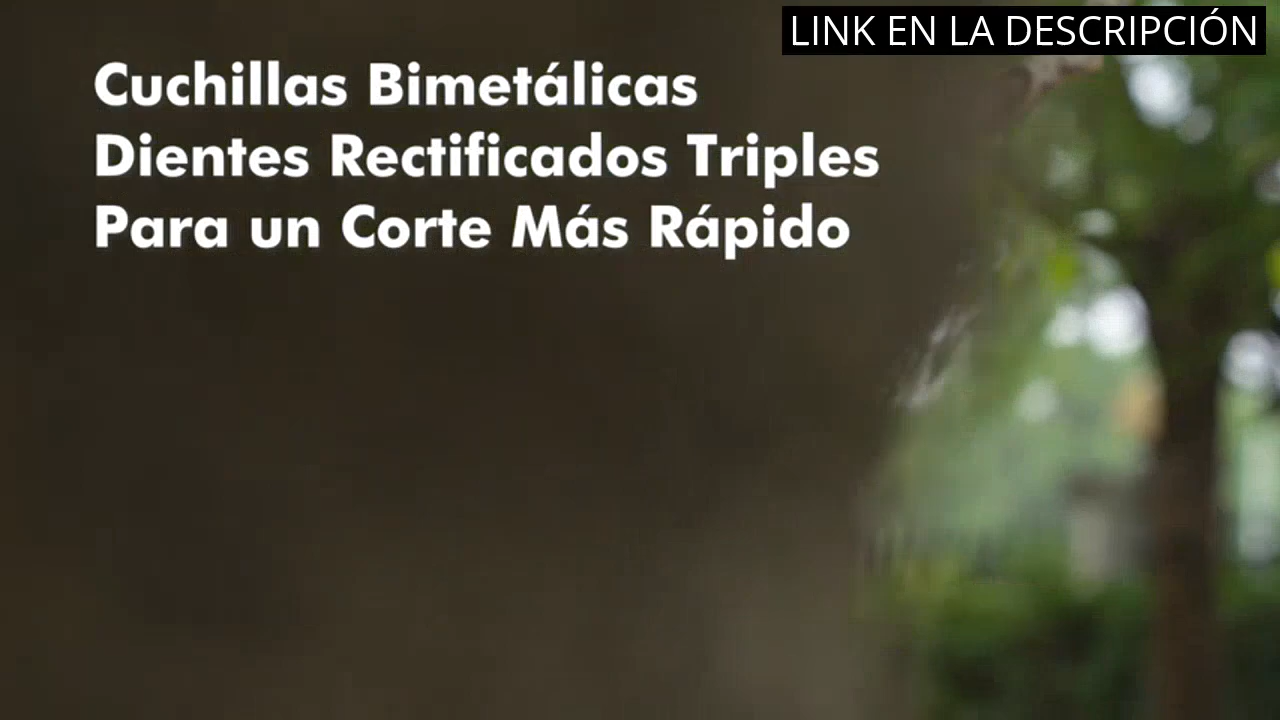 LINK EN LA DESCRIPCIÓN
Cuchillas Bimetálicas
Dientes Rectificados Triples
Para un Corte Más Rápido